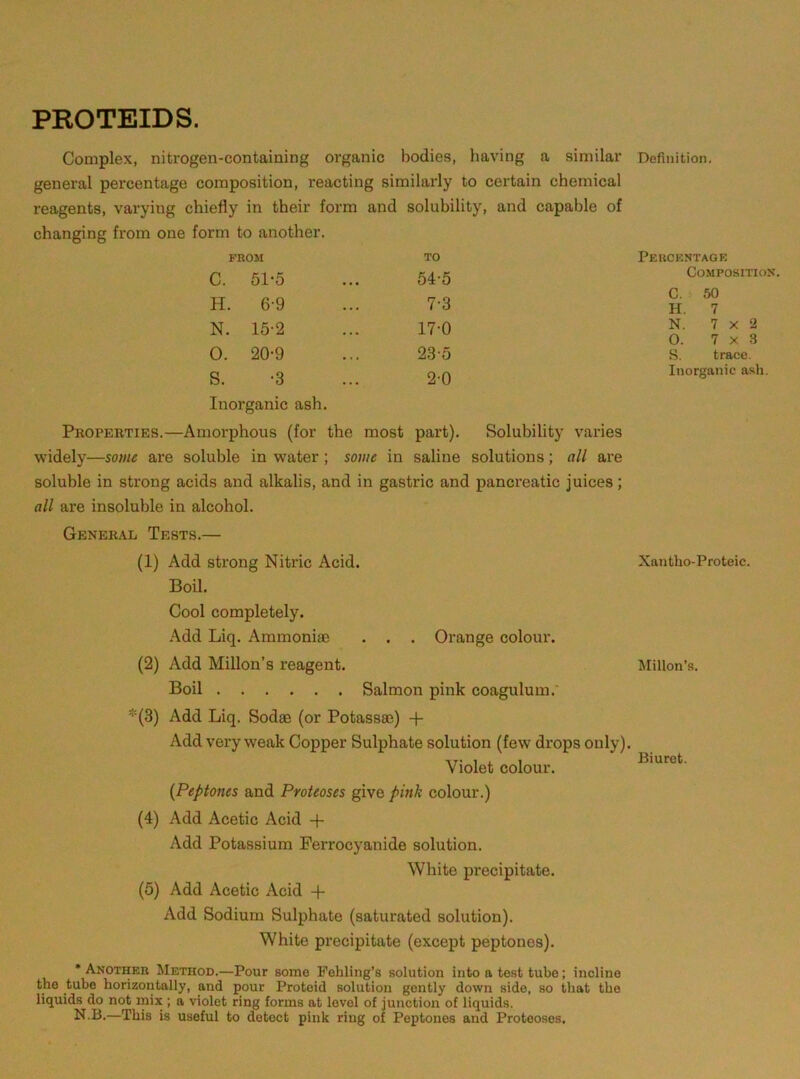 PROTEIDS.
Complex, nitrogen-containing organic bodies, having a similar
general percentage composition, reacting similarly to certain chemical
reagents, varying chiefly in their form and solubility, and capable of
changing from one form to another.
Definition.
FROM TO
C. 51·5 ... 54·5
H. 6·9 ... 7·3
N. 15·2 ... 17·0
O. 20·9 ... 23·5
S. ·3 ... 2·0
Inorganic ash.
PERCENTAGE
COMPOSITION.
C. 50
H. 7
N. 7 × 2
O. 7 × 3
S. trace.
Inorganic ash.
PROPERTIES.—Amorphous (for the most part). Solubility varies
widely—some are soluble in water; some in saline solutions; all are
soluble in strong acids and alkalis, and in gastric and pancreatic juices;
all are insoluble in alcohol.
GENERAL TESTS.—
(1) Add strong Nitric Acid.
Xantho-Proteic.
Boil.
Cool completely.
Add Liq. Ammoniæ . . . Orange colour.
(2) Add Millon's reagent.
Millon's.
Boil . . . . . . Salmon pink coagulum.
*(3) Add Liq. Sodæ (or Potassæ) +
Add very weak Copper Sulphate solution (few drops only).
Violet colour.
Biuret.
(Peptones and Proteoses give pink colour.)
(4) Add Acetic Acid +
Add Potassium Ferrocyanide solution.
White precipitate.
(5) Add Acetic Acid +
Add Sodium Sulphate (saturated solution).
White precipitate (except peptones).
* ANOTHER METHOD.—Pour some Fehling's solution into a test tube; incline
the tube horizontally, and pour Proteid solution gently down side, so that the
liquids do not mix; a violet ring forms at level of junction of liquids.
N.B.—This is useful to detect pink ring of Peptones and Proteoses.